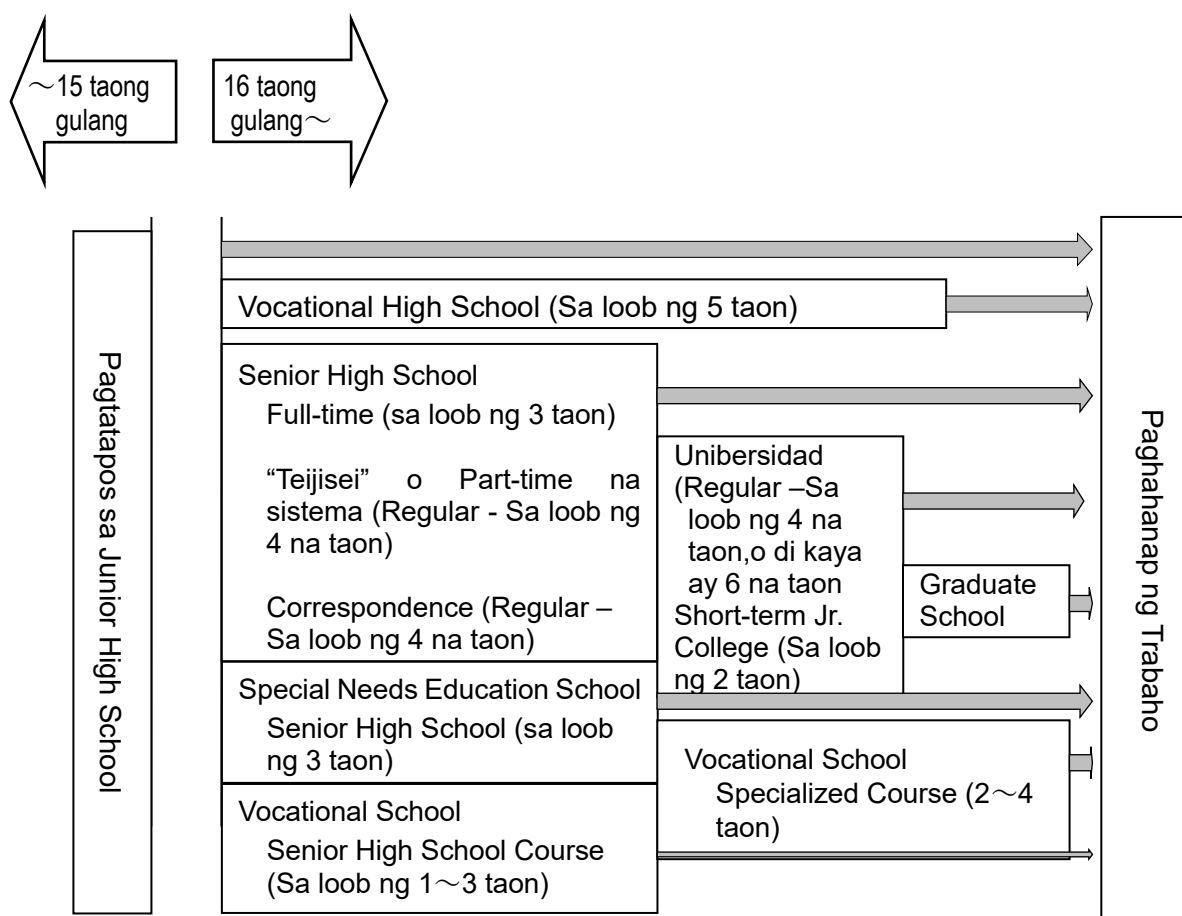 ～15 taong
gulang
16 taong
gulang～
Pagtatapos sa Junior High School
Vocational High School (Sa loob ng 5 taon)
Senior High School
Full-time (sa loob ng 3 taon)
“Teijisei” o Part-time na
sistema (Regular - Sa loob ng
4 na taon)
Correspondence (Regular –
Sa loob ng 4 na taon)
Special Needs Education School
Senior High School (sa loob
ng 3 taon)
Vocational School
Senior High School Course
(Sa loob ng 1～3 taon)
Unibersidad
(Regular –Sa
loob ng 4 na
taon,o di kaya
ay 6 na taon
Short-term Jr.
College (Sa loob
ng 2 taon)
Graduate
School
Vocational School
Specialized Course (2～4
taon)
Paghahanap ng Trabaho